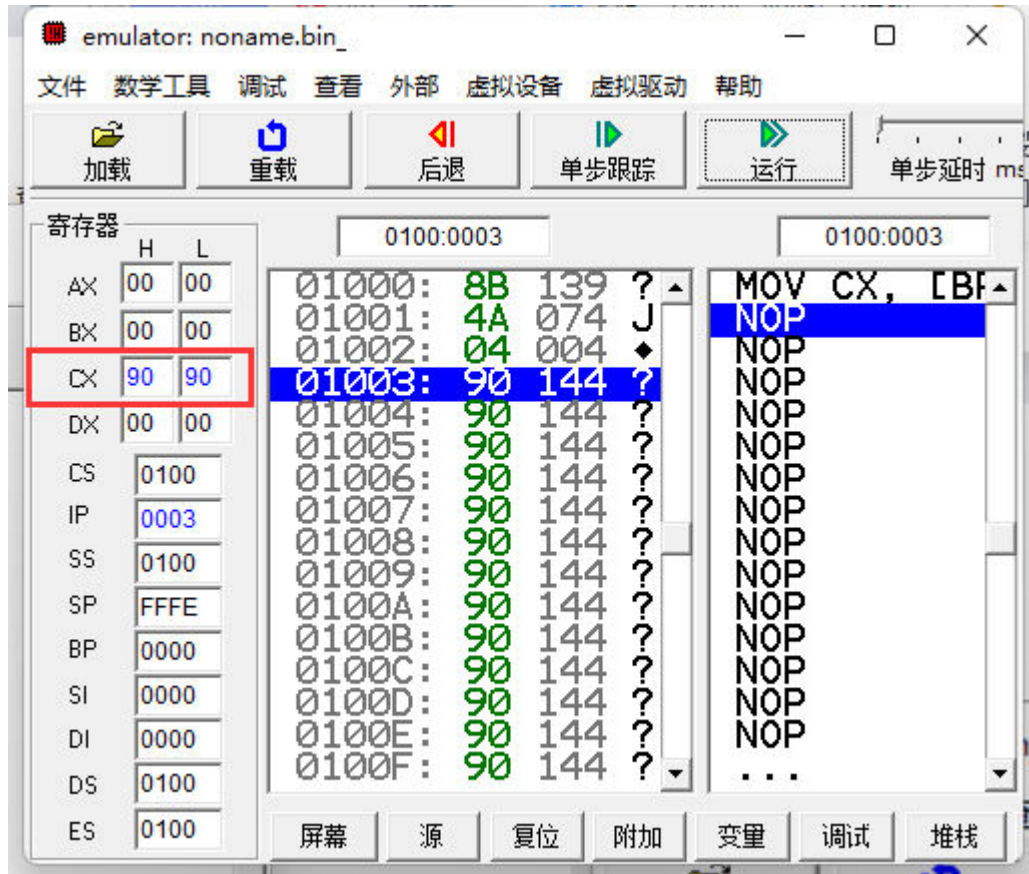 emulator: noname.bin_
文件 数学工具 调试 查看 外部 虚拟设备 虚拟驱动 帮助
加载 重载 后退 单步跟踪 运行 单步延时 ms
寄存器
H L
AX 00 00
BX 00 00
CX 90 90
DX 00 00
CS 0100
IP 0003
SS 0100
SP FFFE
BP 0000
SI 0000
DI 0000
DS 0100
ES 0100
0100:0003
01000: 8B 139 ?
01001: 4A 074 J
01002: 04 004 ♦
01003: 90 144 ?
01004: 90 144 ?
01005: 90 144 ?
01006: 90 144 ?
01007: 90 144 ?
01008: 90 144 ?
01009: 90 144 ?
0100A: 90 144 ?
0100B: 90 144 ?
0100C: 90 144 ?
0100D: 90 144 ?
0100E: 90 144 ?
0100F: 90 144 ?
0100:0003
MOV CX, [BP
NOP
NOP
NOP
NOP
NOP
NOP
NOP
NOP
NOP
NOP
NOP
NOP
NOP
NOP
...
屏幕 源 复位 附加 变量 调试 堆栈